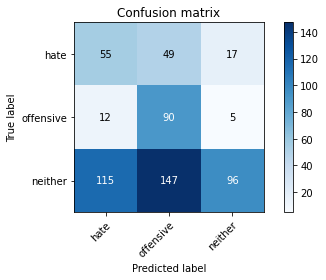 Confusion matrix
True label
hate 55 49 17
offensive 12 90 5
neither 115 147 96
hate offensive neither
Predicted label
140
120
100
80
60
40
20